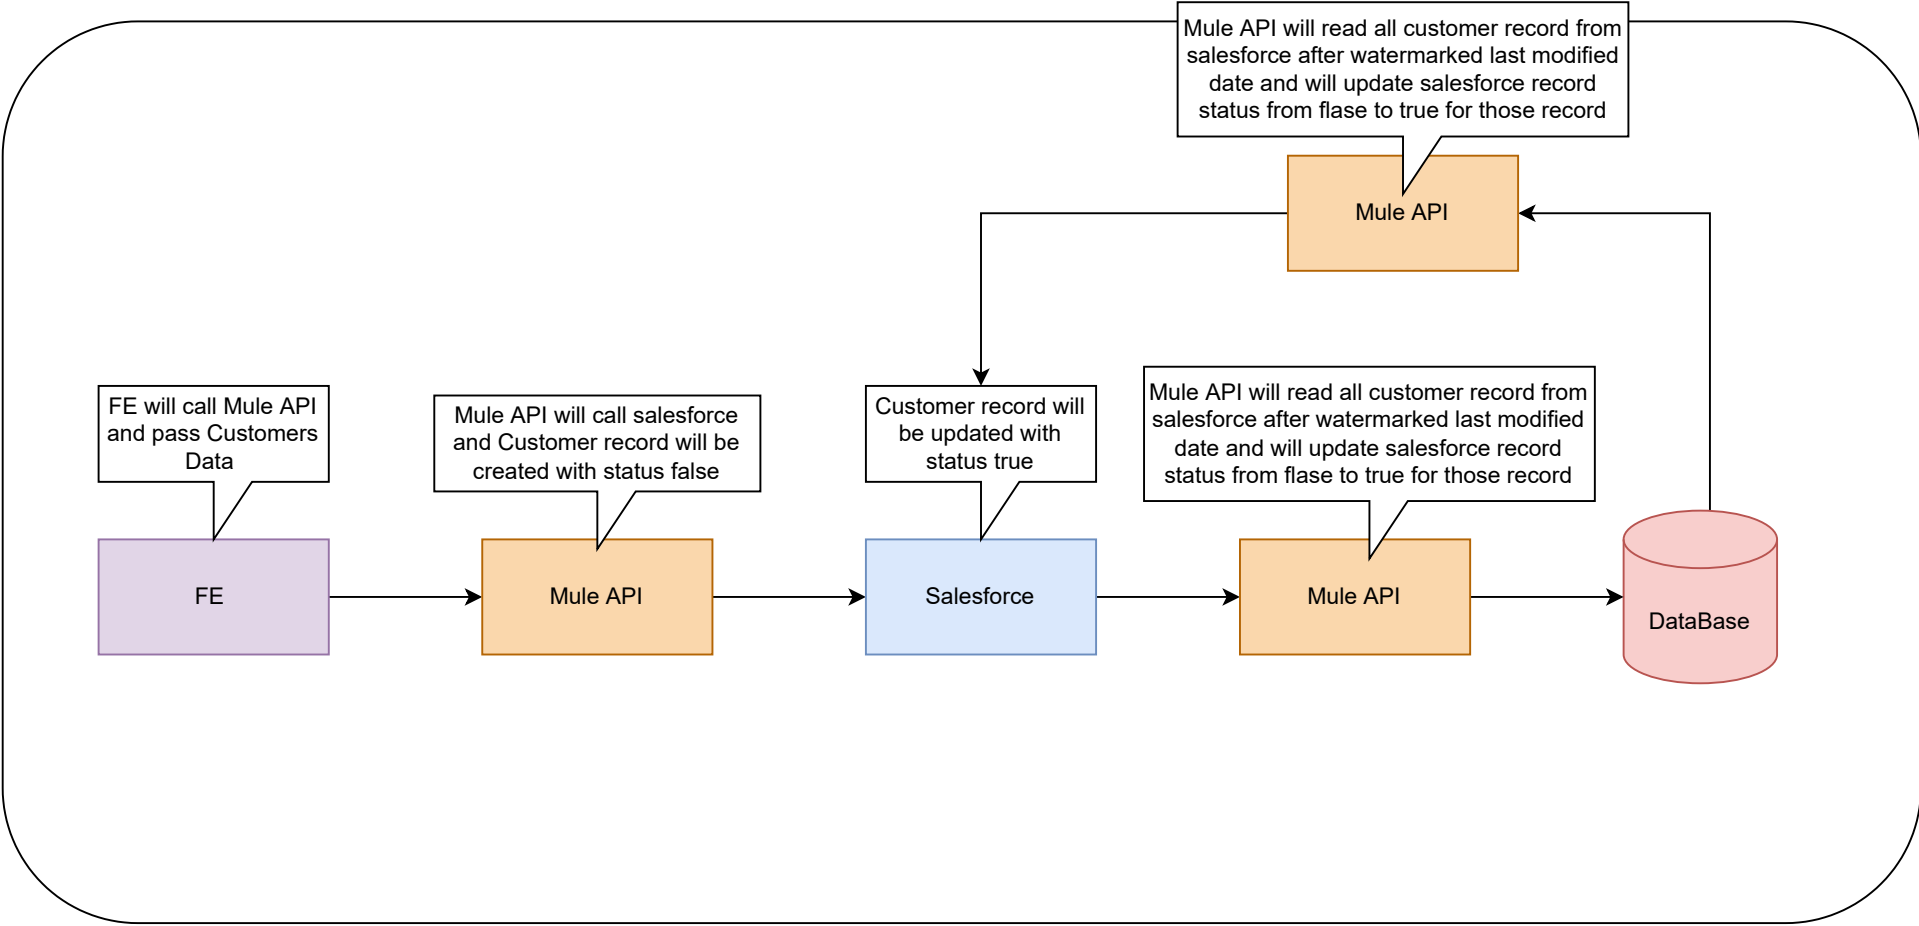 Mule API will read all customer record from
salesforce after watermarked last modified
date and will update salesforce record
status from flase to true for those record
Mule API
FE will call Mule API
and pass Customers
Data
Mule API will call salesforce
and Customer record will be
created with status false
Customer record will
be updated with
status true
Mule API will read all customer record from
salesforce after watermarked last modified
date and will update salesforce record
status from flase to true for those record
FE
Mule API
Salesforce
Mule API
DataBase